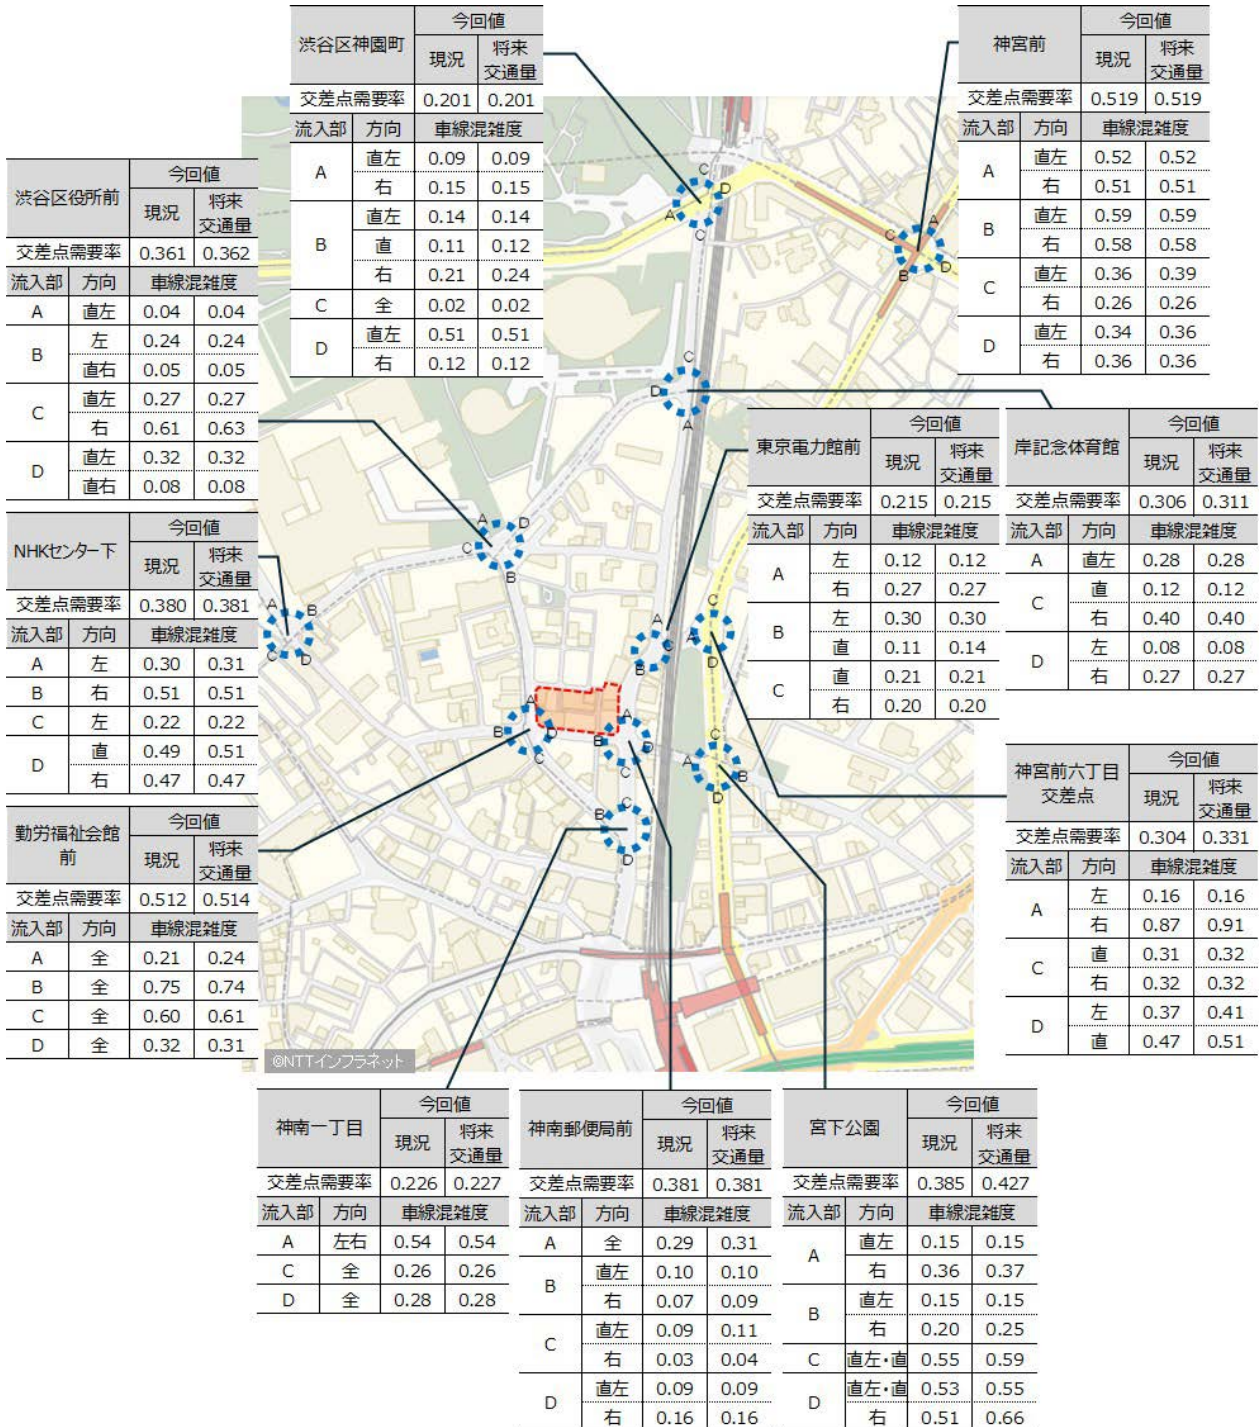 渋谷区神園町 今回値
現況 将来交通量
交差点需要率 0.201 0.201
流入部 方向 車線混雑度
A 直左 0.09 0.09
右 0.15 0.15
B 直左 0.14 0.14
直 0.11 0.12
右 0.21 0.24
C 全 0.02 0.02
D 直左 0.51 0.51
右 0.12 0.12
神宮前 今回値
現況 将来交通量
交差点需要率 0.519 0.519
流入部 方向 車線混雑度
A 直左 0.52 0.52
右 0.51 0.51
B 直左 0.59 0.59
右 0.58 0.58
C 直左 0.36 0.39
右 0.26 0.26
D 直左 0.34 0.36
右 0.36 0.36
渋谷区役所前 今回値
現況 将来交通量
交差点需要率 0.361 0.362
流入部 方向 車線混雑度
A 直左 0.04 0.04
B 左 0.24 0.24
直右 0.05 0.05
C 直左 0.27 0.27
右 0.61 0.63
D 直左 0.32 0.32
直右 0.08 0.08
東京電力館前 今回値
現況 将来交通量
交差点需要率 0.215 0.215
流入部 方向 車線混雑度
A 左 0.12 0.12
右 0.27 0.27
B 左 0.30 0.30
直 0.11 0.14
C 直 0.21 0.21
右 0.20 0.20
岸記念体育館 今回値
現況 将来交通量
交差点需要率 0.306 0.311
流入部 方向 車線混雑度
A 直左 0.28 0.28
C 直 0.12 0.12
右 0.40 0.40
D 左 0.08 0.08
右 0.27 0.27
NHKセンター下 今回値
現況 将来交通量
交差点需要率 0.380 0.381
流入部 方向 車線混雑度
A 左 0.30 0.31
B 右 0.51 0.51
C 左 0.22 0.22
D 直 0.49 0.51
右 0.47 0.47
神宮前六丁目交差点 今回値
現況 将来交通量
交差点需要率 0.304 0.331
流入部 方向 車線混雑度
A 左 0.16 0.16
右 0.87 0.91
C 直 0.31 0.32
右 0.32 0.32
D 左 0.37 0.41
直 0.47 0.51
勤労福祉会館前 今回値
現況 将来交通量
交差点需要率 0.512 0.514
流入部 方向 車線混雑度
A 全 0.21 0.24
B 全 0.75 0.74
C 全 0.60 0.61
D 全 0.32 0.31
C
D
A
C
A
C
B
D
C
D
A
A
D
C
B
A
B
C
D
A
C
B
C
A
D
A
B
D
C
A
B
D
C
C
A
B
D
C
B
D
©NTTインフラネット
神南一丁目 今回値
現況 将来交通量
交差点需要率 0.226 0.227
流入部 方向 車線混雑度
A 左右 0.54 0.54
C 全 0.26 0.26
D 全 0.28 0.28
神南郵便局前 今回値
現況 将来交通量
交差点需要率 0.381 0.381
流入部 方向 車線混雑度
A 全 0.29 0.31
B 直左 0.10 0.10
右 0.07 0.09
C 直左 0.09 0.11
右 0.03 0.04
D 直左 0.09 0.09
右 0.16 0.16
宮下公園 今回値
現況 将来交通量
交差点需要率 0.385 0.427
流入部 方向 車線混雑度
A 直左 0.15 0.15
右 0.36 0.37
B 直左 0.15 0.15
右 0.20 0.25
C 直左・直 0.55 0.59
D 直左・直 0.53 0.55
右 0.51 0.66